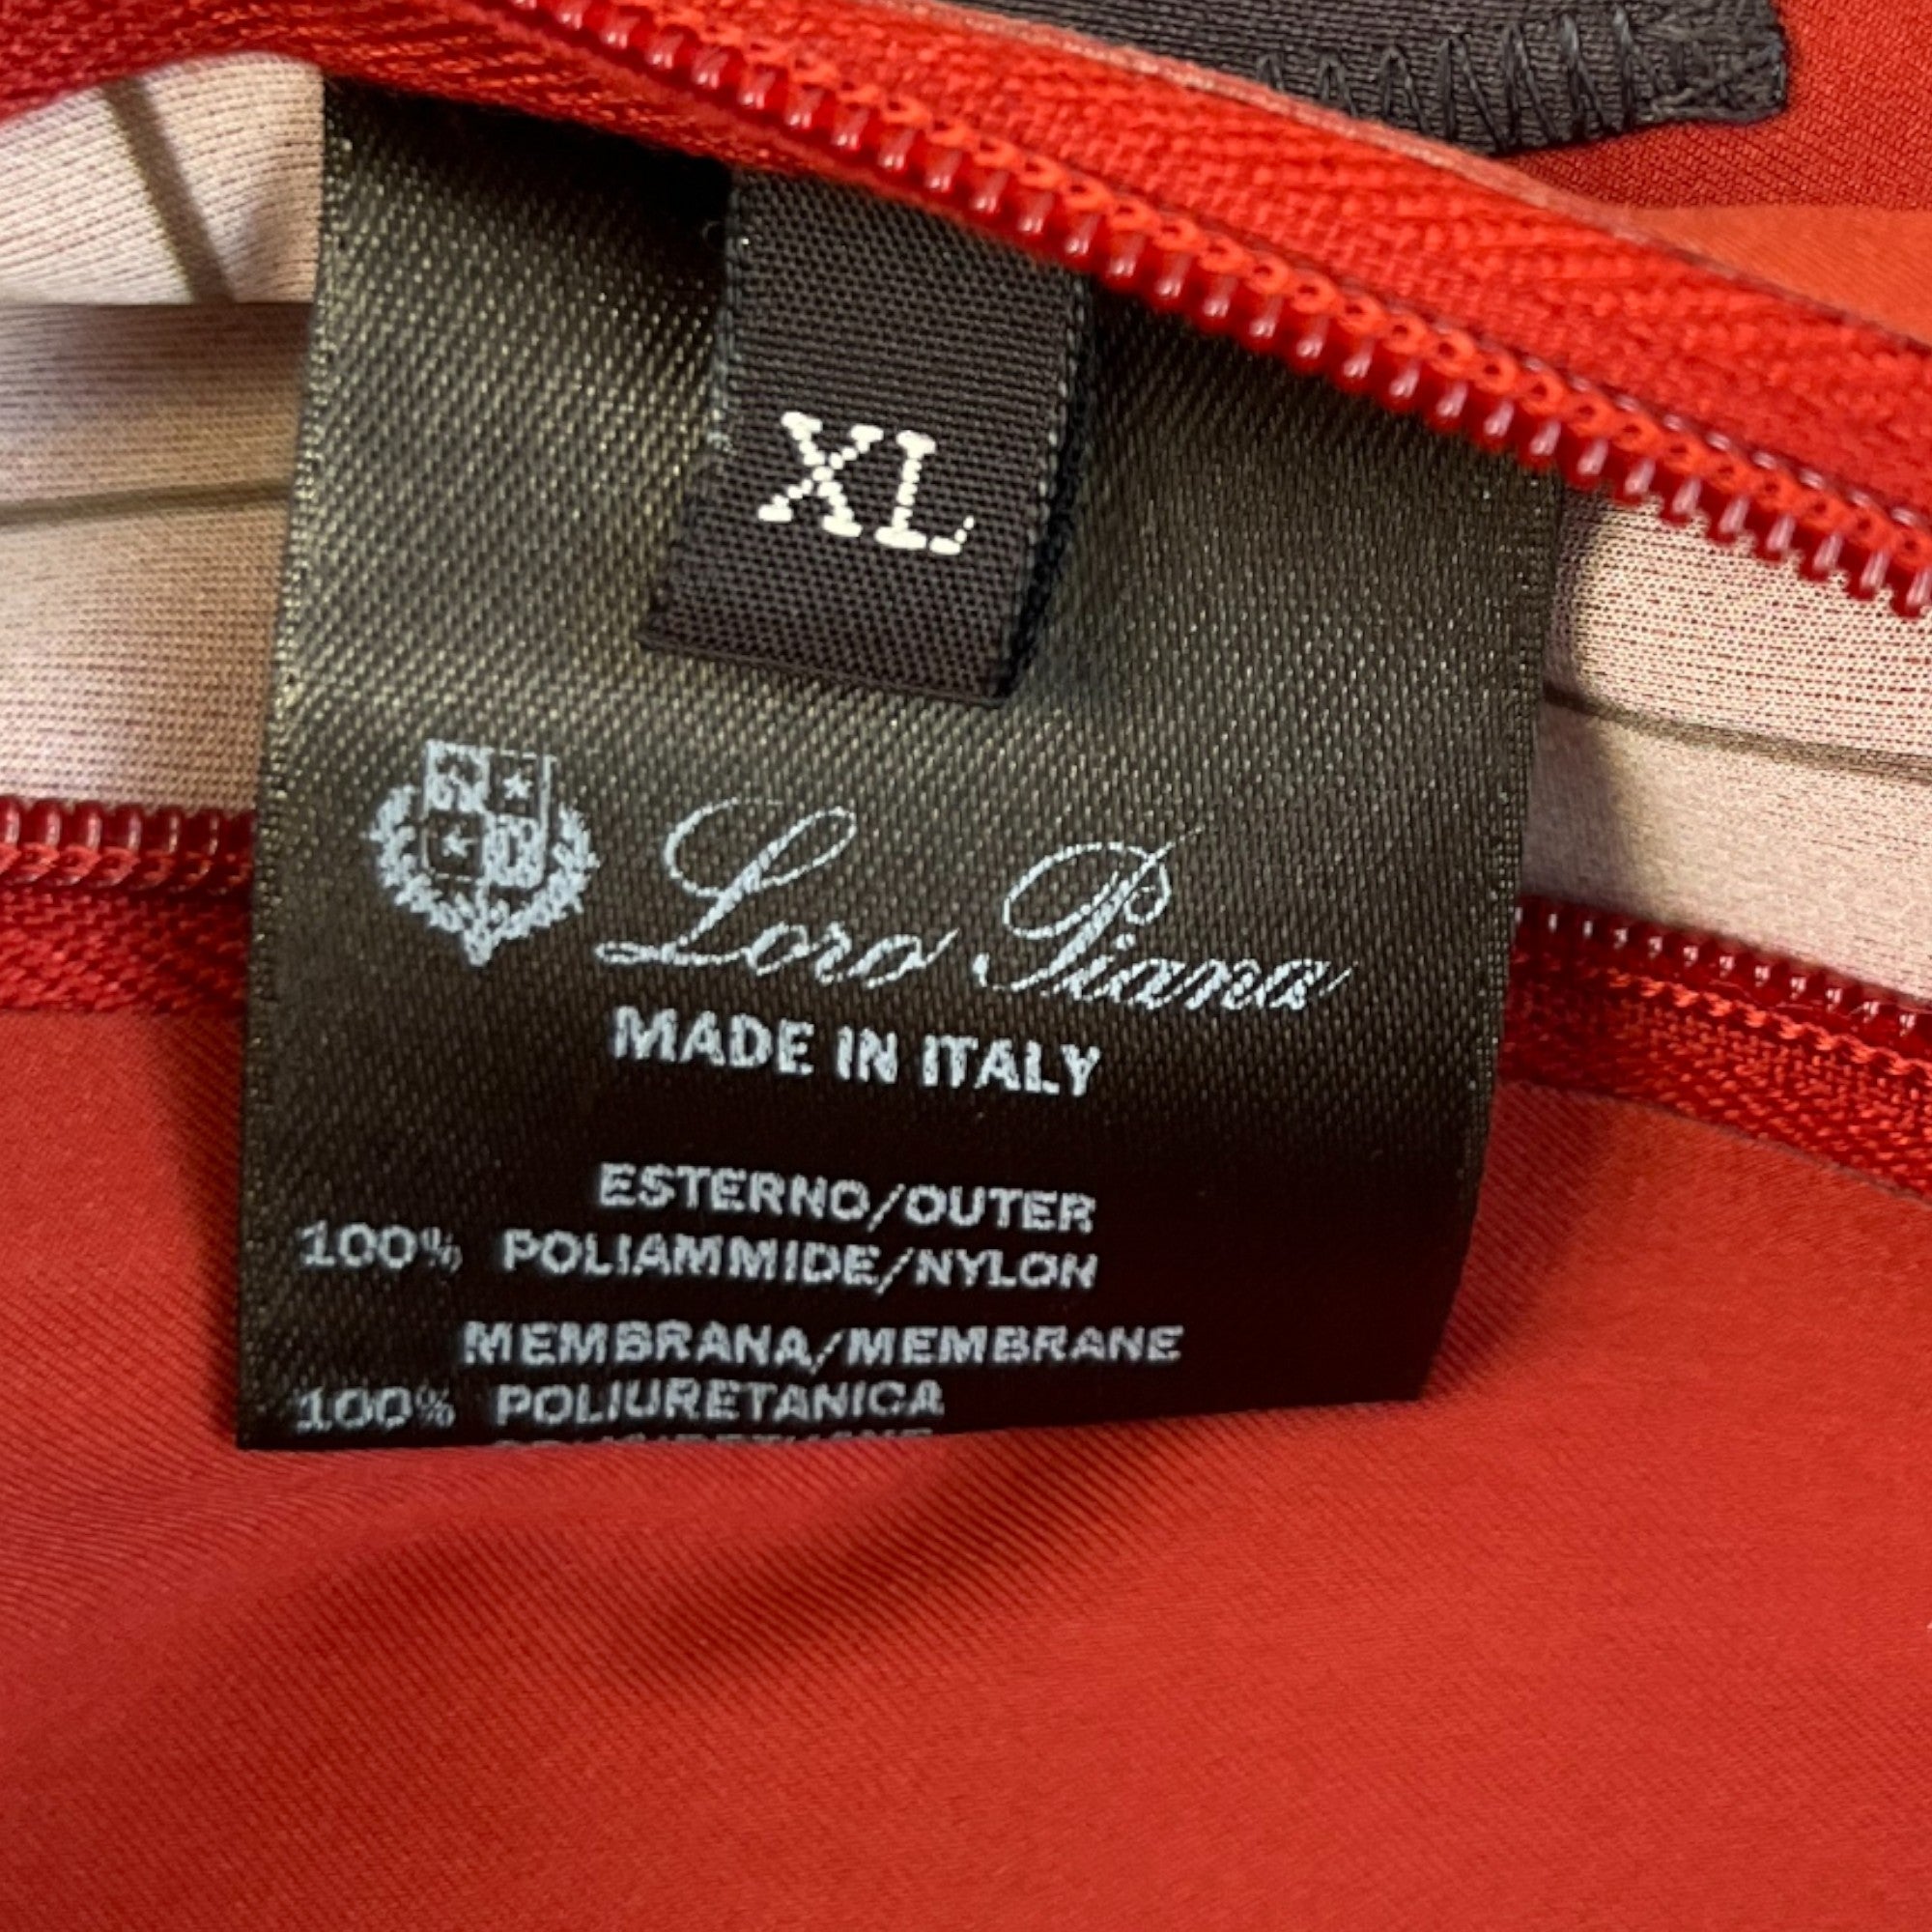 XL
Loro Piana
MADE IN ITALY
ESTERNO/OUTER
100% POLIAMMIDE/NYLON
MEMBRANA/MEMBRANE
100% POLIURETANICA